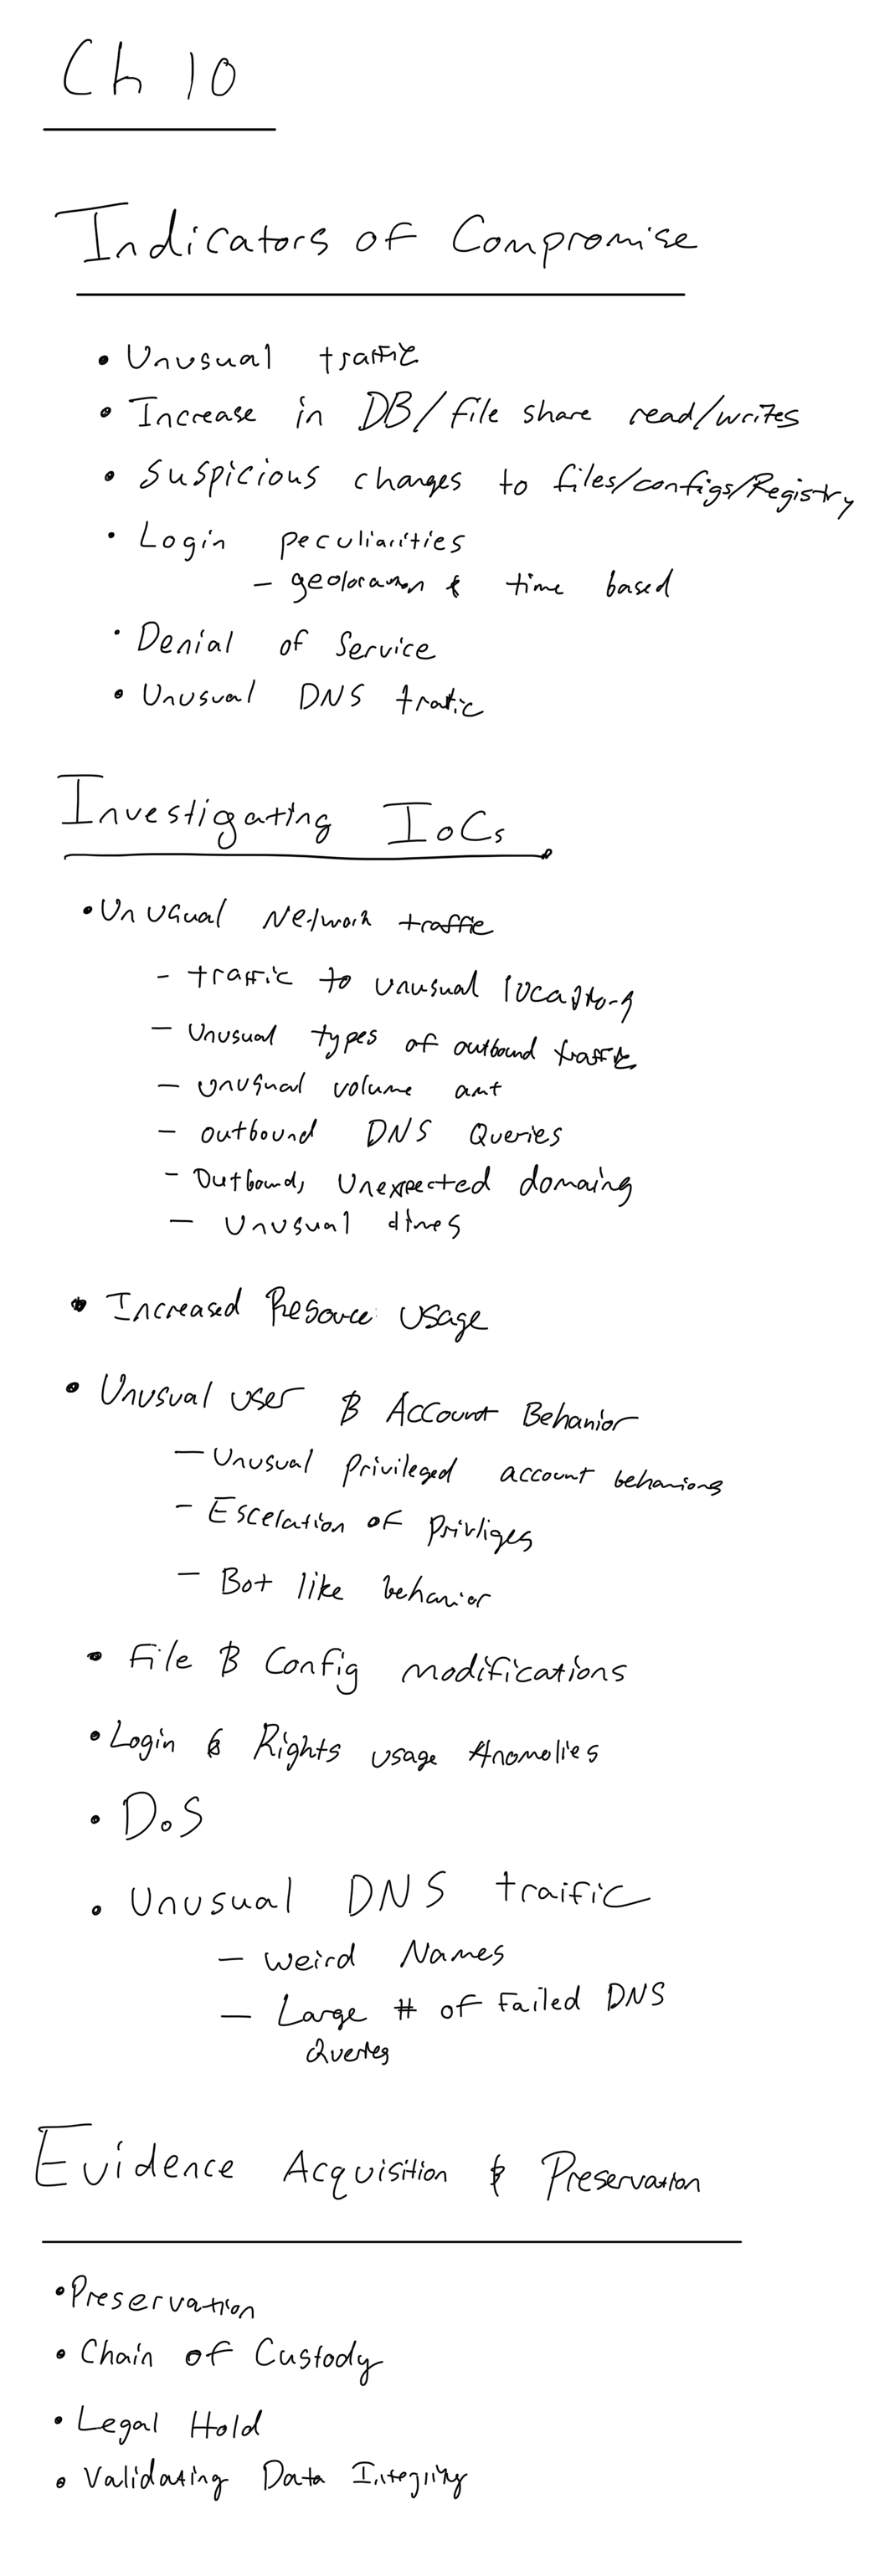 Ch 10
Indicators of Compromise
• Unusual traffic
• Increase in DB/file share read/writes
• Suspicious changes to files/configs/Registry
• Login peculiarities
- geolocation & time based
• Denial of Service
• Unusual DNS trafic
Investigating IoCs
• Unusual Network traffic
- traffic to unusual locations
- Unusual types of outbound traffic
- unusual volume amt
- outbound DNS Queries
- Outbound, Unexpected domains
- Unusual times
• Increased Resource Usage
• Unusual user & Account Behavior
- Unusual privileged account behaviors
- Escelation of Privliges
- Bot like behavior
• File & Config modifications
• Login & Rights usage Anomolies
• DoS
• Unusual DNS traffic
- Weird Names
- Large # of Failed DNS
Queries
Evidence Acquisition & Preservation
• Preservation
• Chain of Custody
• Legal Hold
• Validating Data Integrity